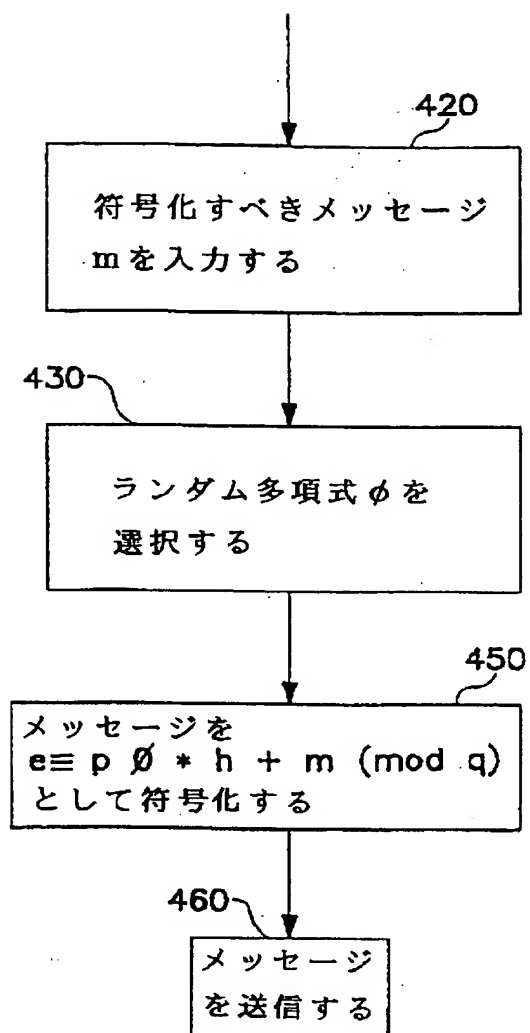 420
符号化すべきメッセージ
mを入力する
430
ランダム多項式φを
選択する
450
メッセージを
e≡ p Ø * h + m (mod q)
として符号化する
460
メッセージ
を送信する